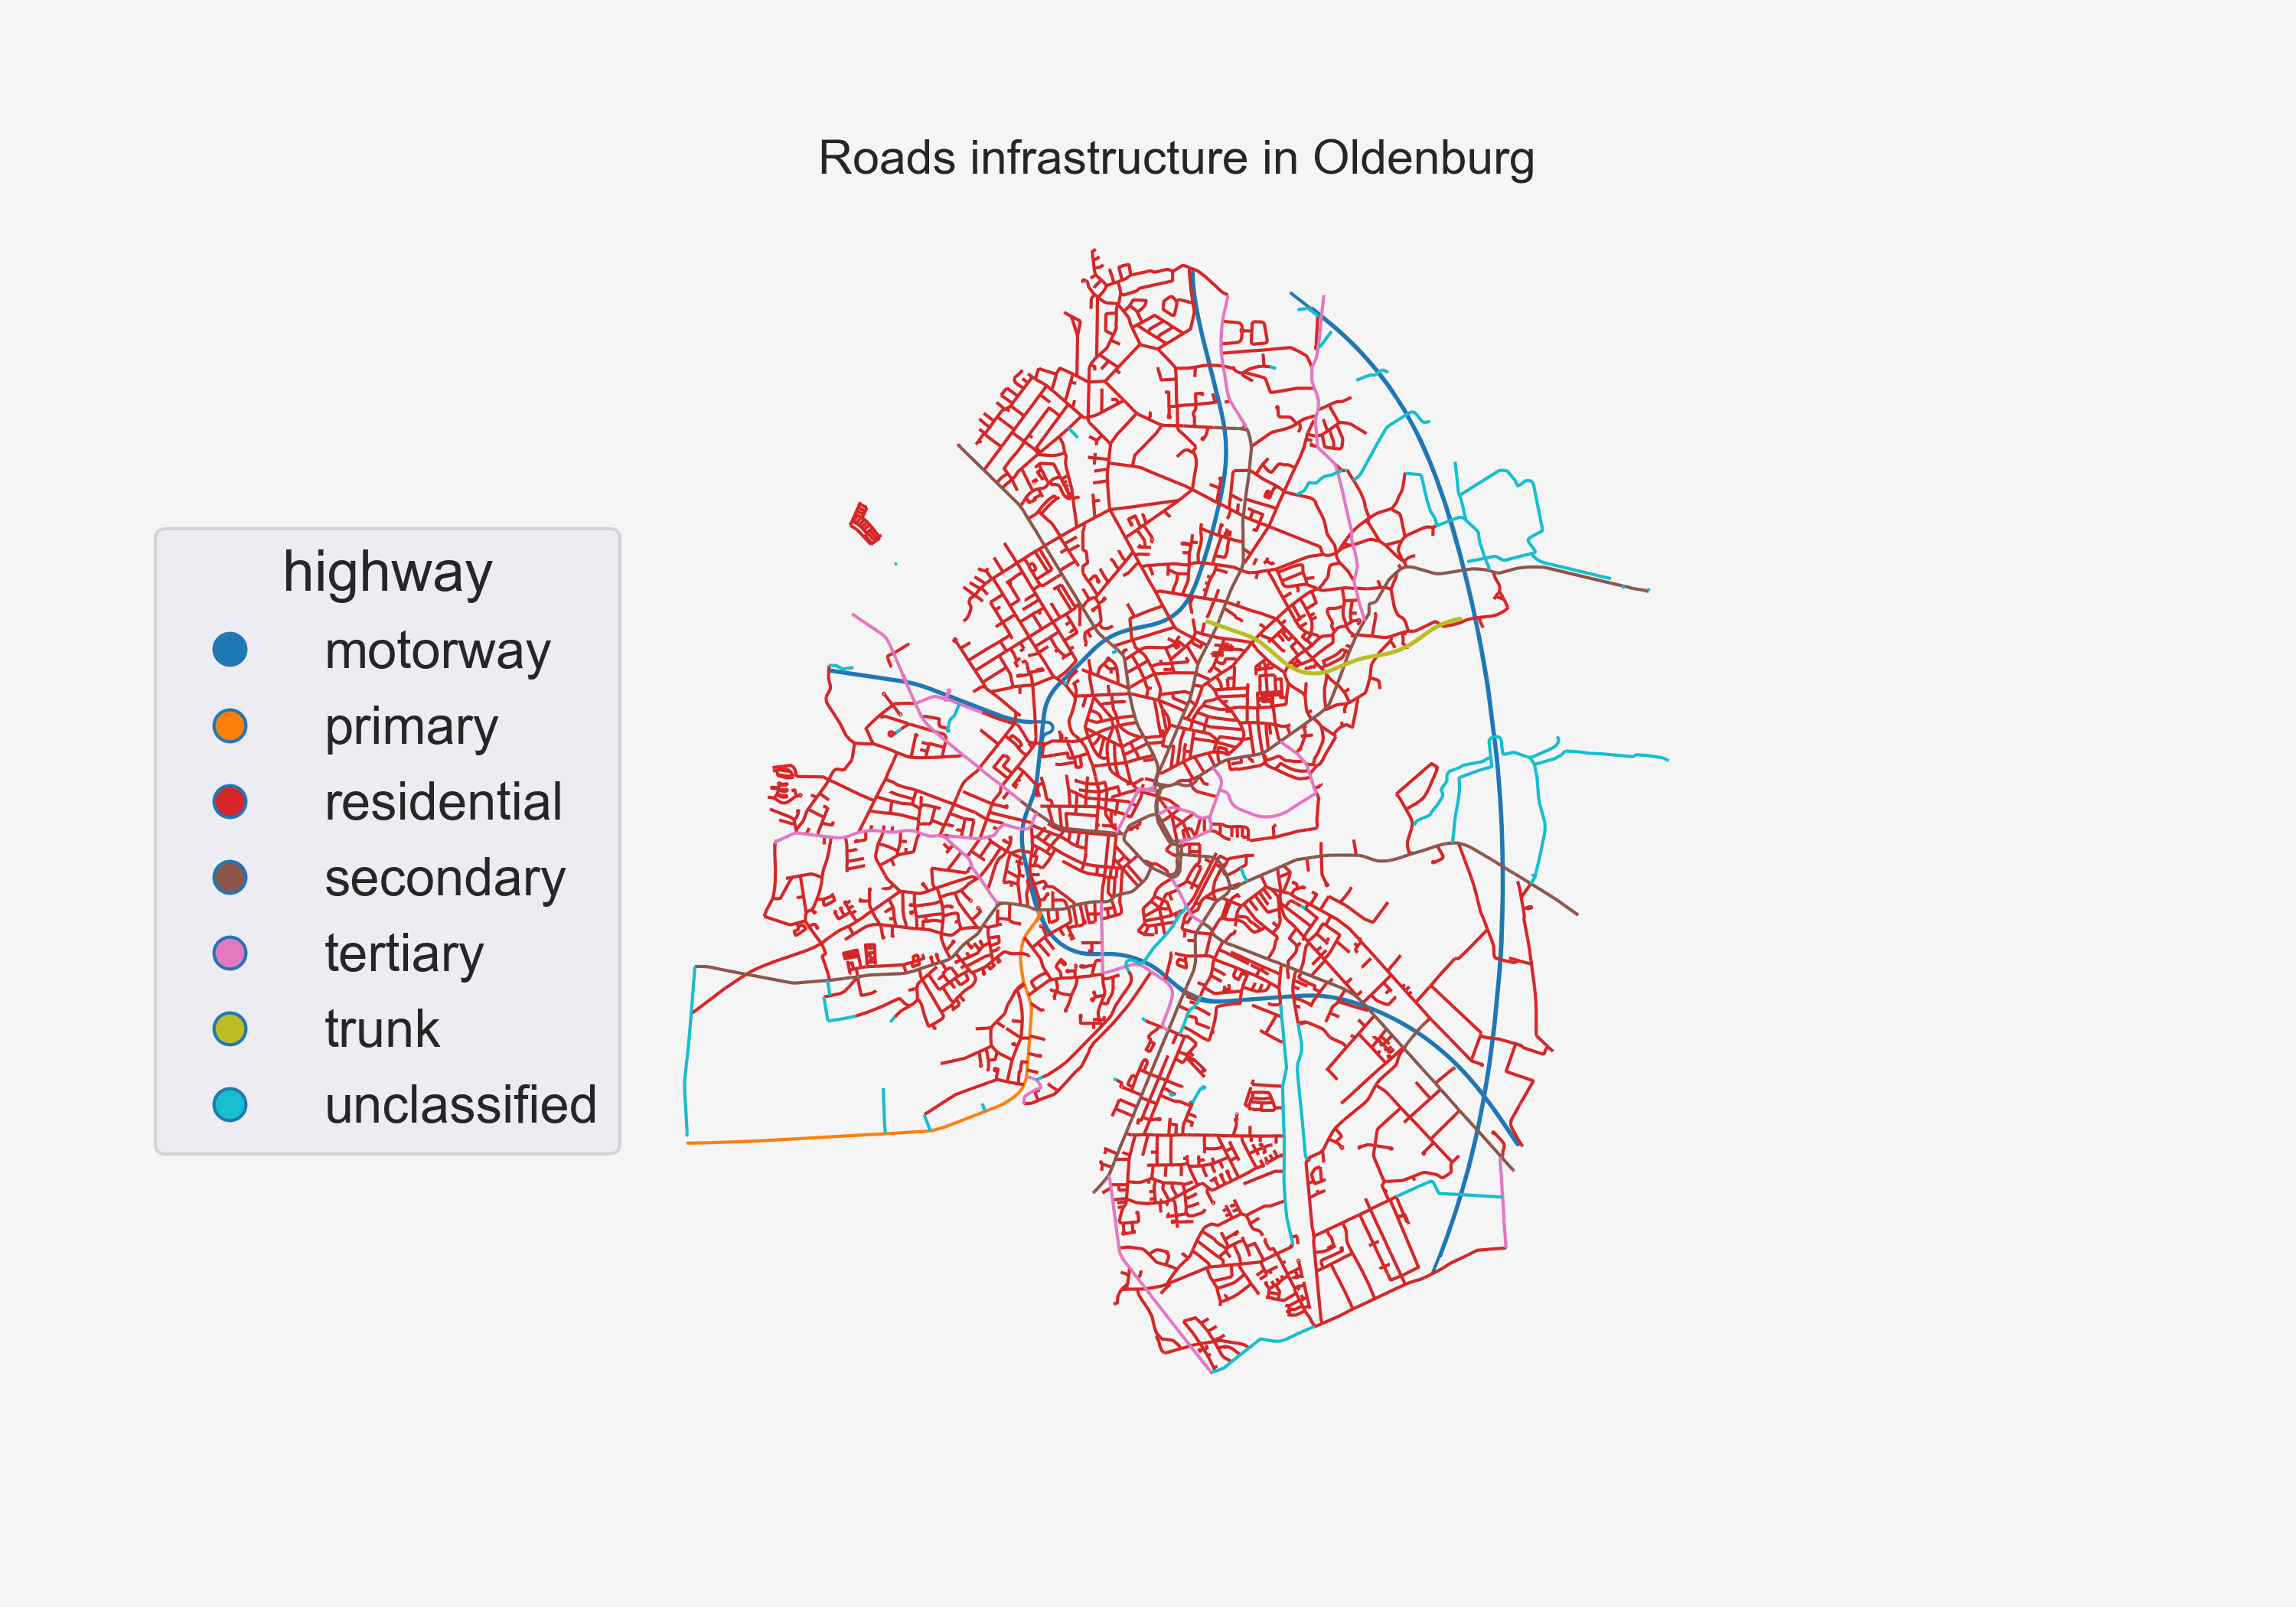 Roads infrastructure in Oldenburg
highway
motorway
primary
residential
secondary
tertiary
trunk
unclassified